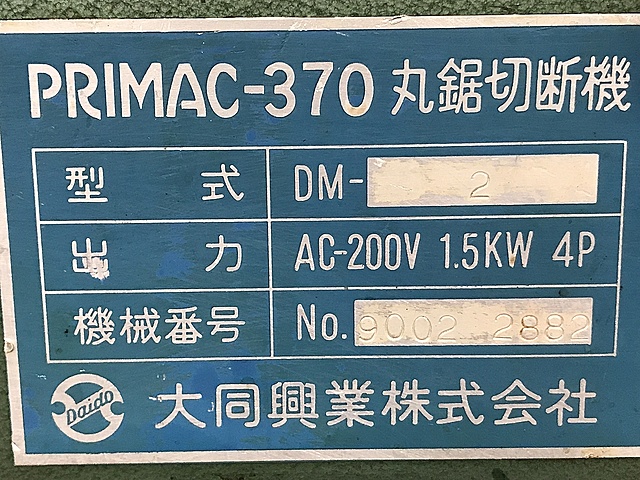 PRIMAC-370 丸鋸切断機
型式 DM-2
出力 AC-200V 1.5KW 4P
機械番号 No.9002 2882
Daido 大同興業株式会社